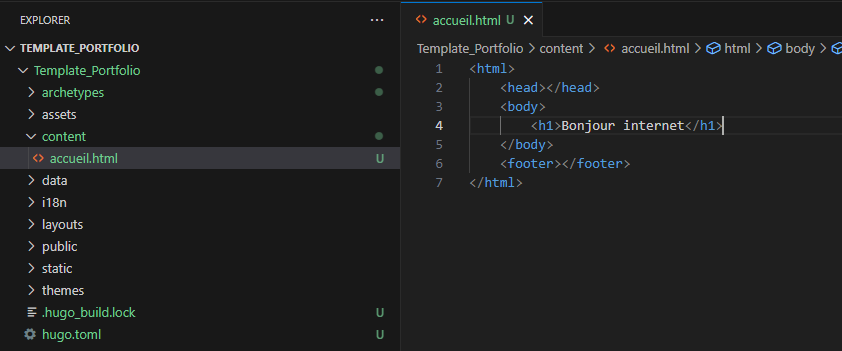 EXPLORER ...
TEMPLATE_PORTFOLIO
Template_Portfolio
archetypes
assets
content
accueil.html U
data
i18n
layouts
public
static
themes
.hugo_build.lock U
hugo.toml U
accueil.html U
Template_Portfolio > content > accueil.html > html > body >
1 <html>
2 <head></head>
3 <body>
4 <h1>Bonjour internet</h1>
5 </body>
6 <footer></footer>
7 </html>